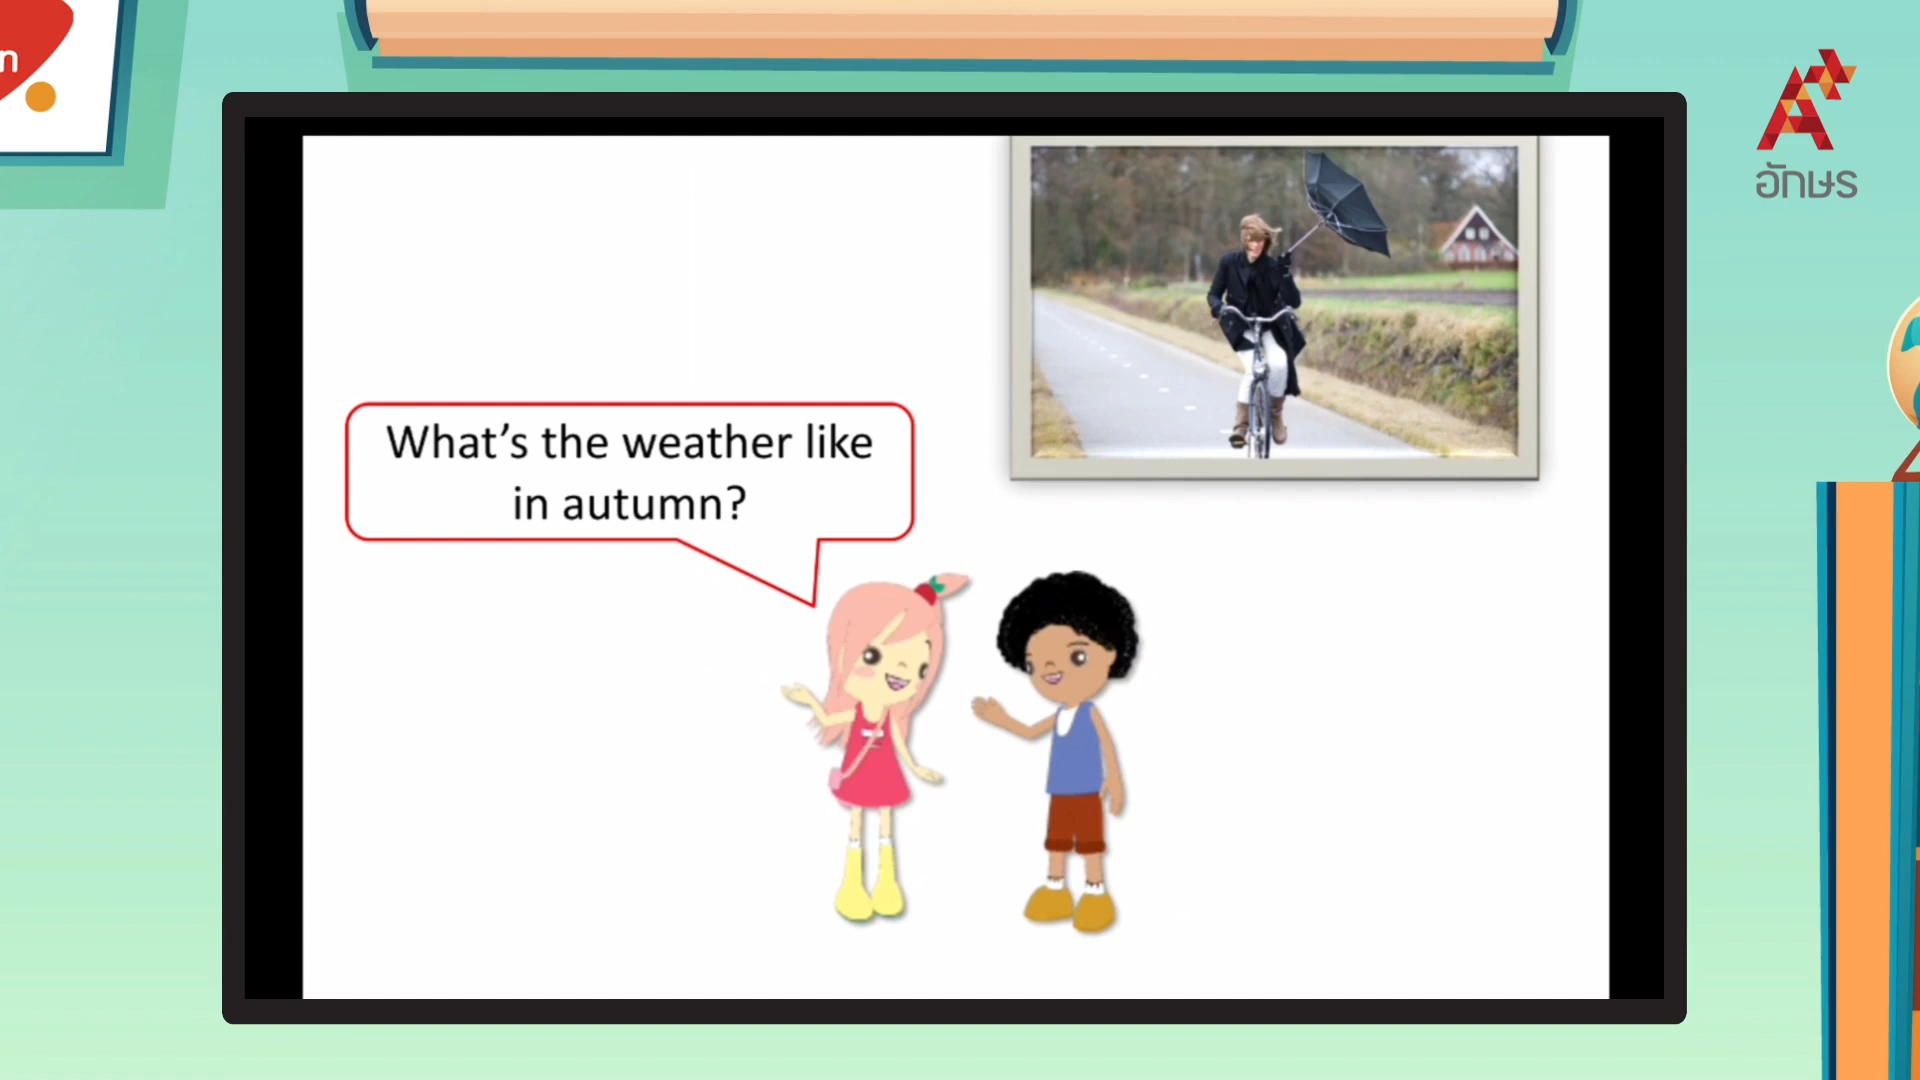 n
อักษร
What's the weather like
in autumn?